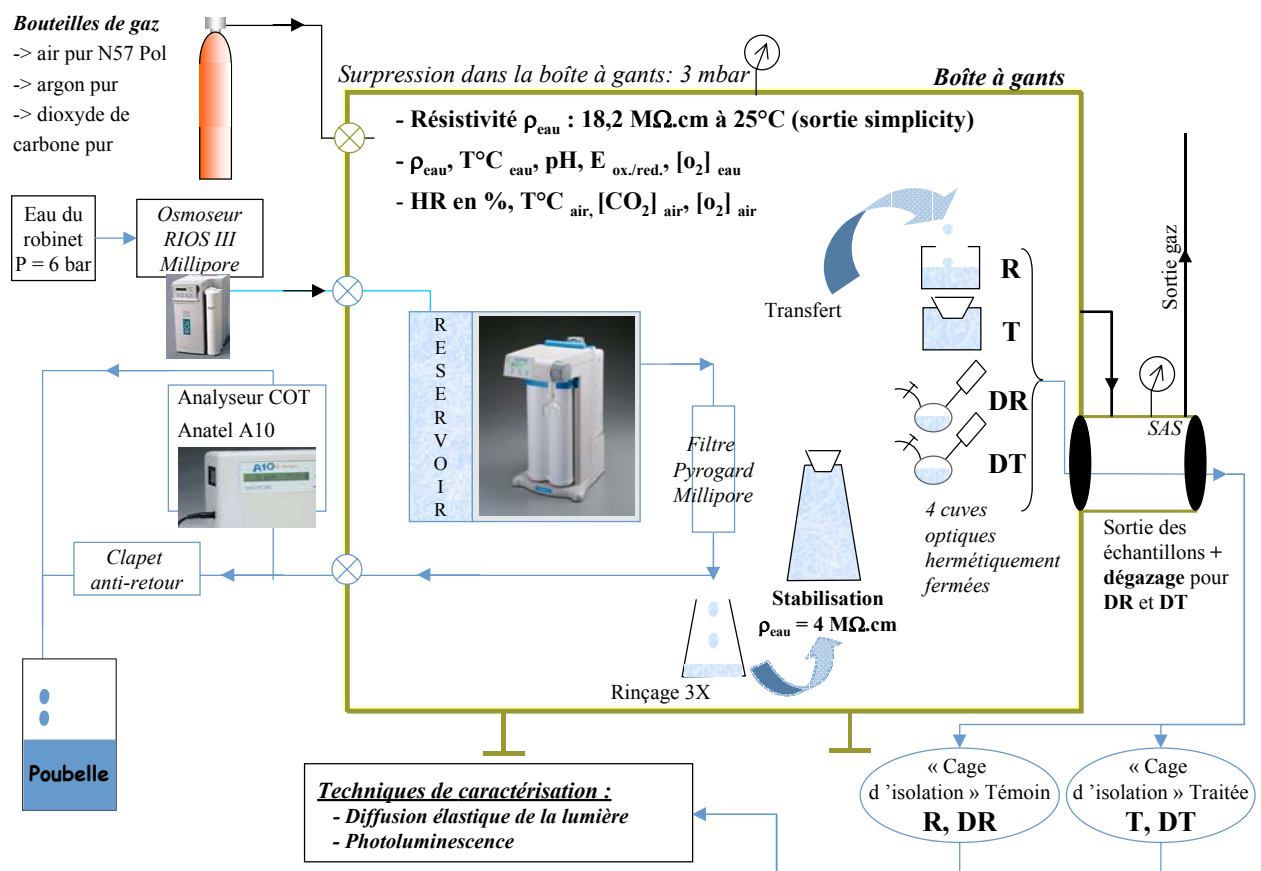 Bouteilles de gaz
-> air pur N57 Pol
-> argon pur
-> dioxyde de
carbone pur
Surpression dans la boîte à gants: 3 mbar
Boîte à gants
- Résistivité ρeau : 18,2 MΩ.cm à 25°C (sortie simplicity)
- ρeau, T°C eau, pH, E ox./red., [o2] eau
- HR en %, T°C air, [CO2] air, [o2] air
Eau du
robinet
P = 6 bar
Osmoseur
RIOS III
Millipore
Transfert
R
T
DR
DT
4 cuves
optiques
hermétiquement
fermées
Sortie gaz
SAS
Sortie des
échantillons +
dégazage pour
DR et DT
RESERVOIR
Filtre
Pyrogard
Millipore
Analyseur COT
Anatel A10
A10
Clapet
anti-retour
Stabilisation
ρeau = 4 MΩ.cm
Rinçage 3X
Poubelle
Techniques de caractérisation :
- Diffusion élastique de la lumière
- Photoluminescence
« Cage
d ’isolation » Témoin
R, DR
« Cage
d ’isolation » Traitée
T, DT